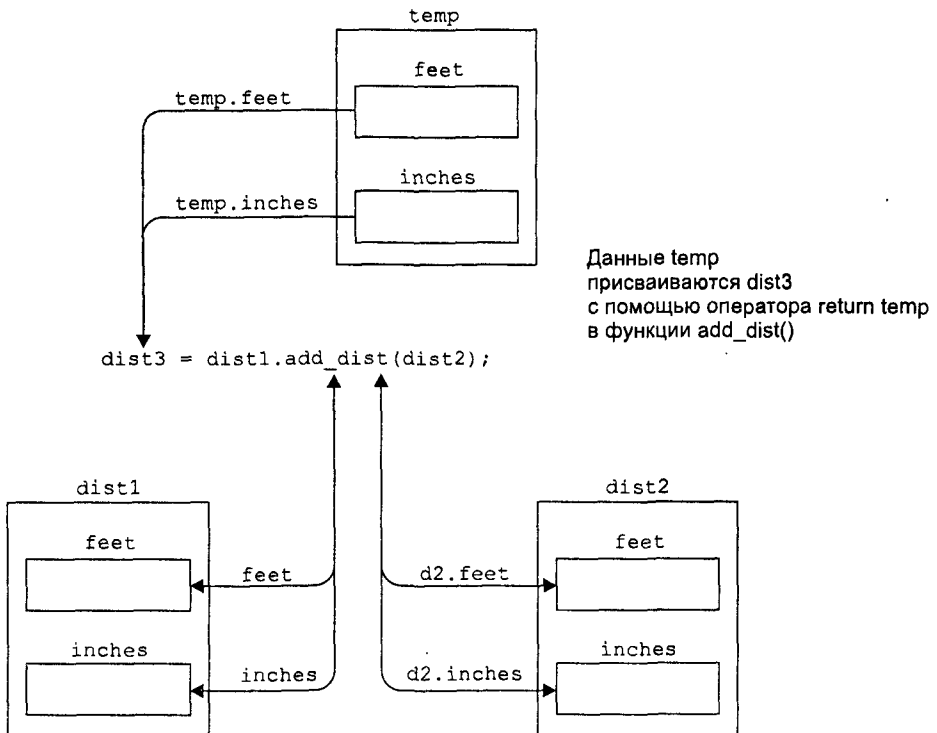 temp
feet
temp.feet
inches
temp.inches
Данные temp
присваиваются dist3
с помощью оператора return temp
в функции add_dist()
dist3 = dist1.add_dist(dist2);
dist1
dist2
feet
feet
feet
d2.feet
inches
inches
inches
d2.inches